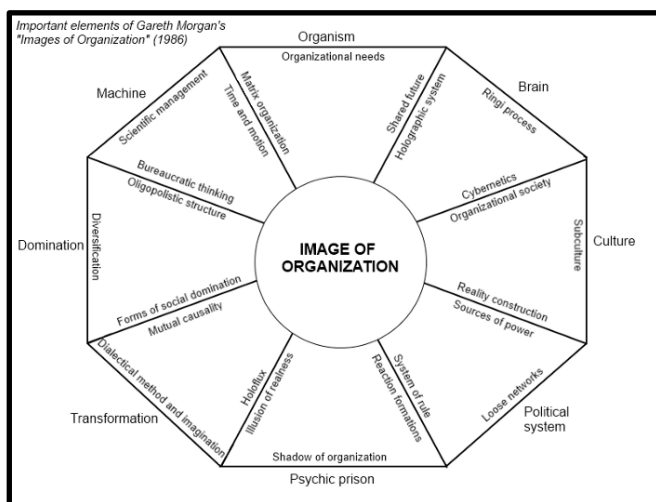 Important elements of Gareth Morgan's
"Images of Organization" (1986)
Organism
Organizational needs
Machine
Scientific management
Matrix organization
Time and motion
Shared future
Holographic system
Brain
Ringi process
Bureaucratic thinking
Oligopolistic structure
Cybernetics
Organizational society
Domination
Diversification
IMAGE OF
ORGANIZATION
Subculture
Culture
Forms of social domination
Mutual causality
Reality construction
Sources of power
Dialectical method and imagination
Transformation
Holoflux
Illusion of realness
System of rule
Reaction formations
Loose networks
Political
system
Shadow of organization
Psychic prison